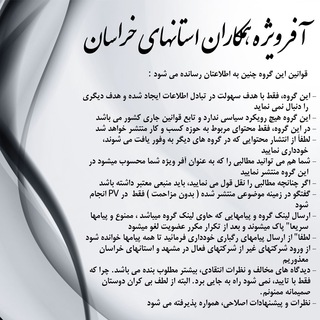 آفر ویژه همکاران استانهای خراسان
قوانین این گروه چنین به اطلاعتان رسانده می شود :
- این گروه، فقط با هدف سهولت در تبادل اطلاعات ایجاد شده و هدف دیگری
را دنبال نمی نماید
- این گروه هیچ رویکرد سیاسی ندارد و تابع قوانین جاری کشور می باشد
- در این گروه، فقط محتوای مربوط به حوزه کسب و کار منتشر خواهد شد
- لطفاً از انتشار محتوایی که در گروه های دیگر به وفور یافت می شوند،
خودداری نمایید
- شما هم می توانید مطالبی را که به عنوان آفر ویژه شما محسوب میشود در
این گروه منتشر نمایید
- اگر چنانچه مطالبی را نقل قول می نمایید، باید منبعی معتبر داشته باشد
- گفتگو در زمینه موضوعی منتشر شده ( بدون مزاحمت ) فقط در PV انجام
شود
- ارسال لینک گروه و پیامهایی که حاوی لینک گروه میباشد ، ممنوع و پیامها
سریعا" پاک میشوند و بعد از تکرار مکرر عضویت لغو میشود
- لطفا" از ارسال پیامهای رگباری خودداری فرمائید تا همه پیامها خوانده شود
- از ورود شرکتهای غیر از شرکتهای فعال در مشهد و استانهای خراسان
معذوریم
- دیدگاه های مخالف و نظرات انتقادی، بیشتر مطلوب بنده می باشد. چرا که
فقط با تایید، نمی شود راه به جایی برد. البته از لطف بی کران دوستان
صمیمانه ممنونم.
- نظرات و پیشنهادات اصلاحی، همواره پذیرفته می شود